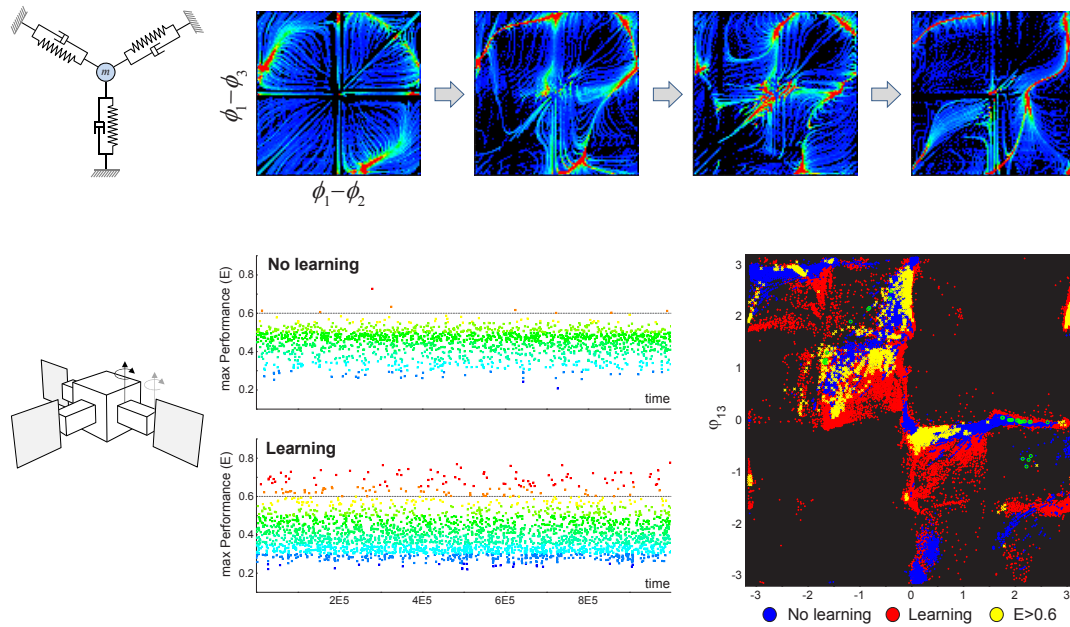 m
ϕ₁−ϕ₃
ϕ₁−ϕ₂
No learning
max Performance (E)
0.8
0.6
0.4
0.2
time
Learning
max Performance (E)
0.8
0.6
0.4
0.2
time
2E5
4E5
6E5
8E5
φ₁₃
3
2
1
0
-1
-2
-3
-3 -2 -1 0 1 2 3
No learning Learning E>0.6